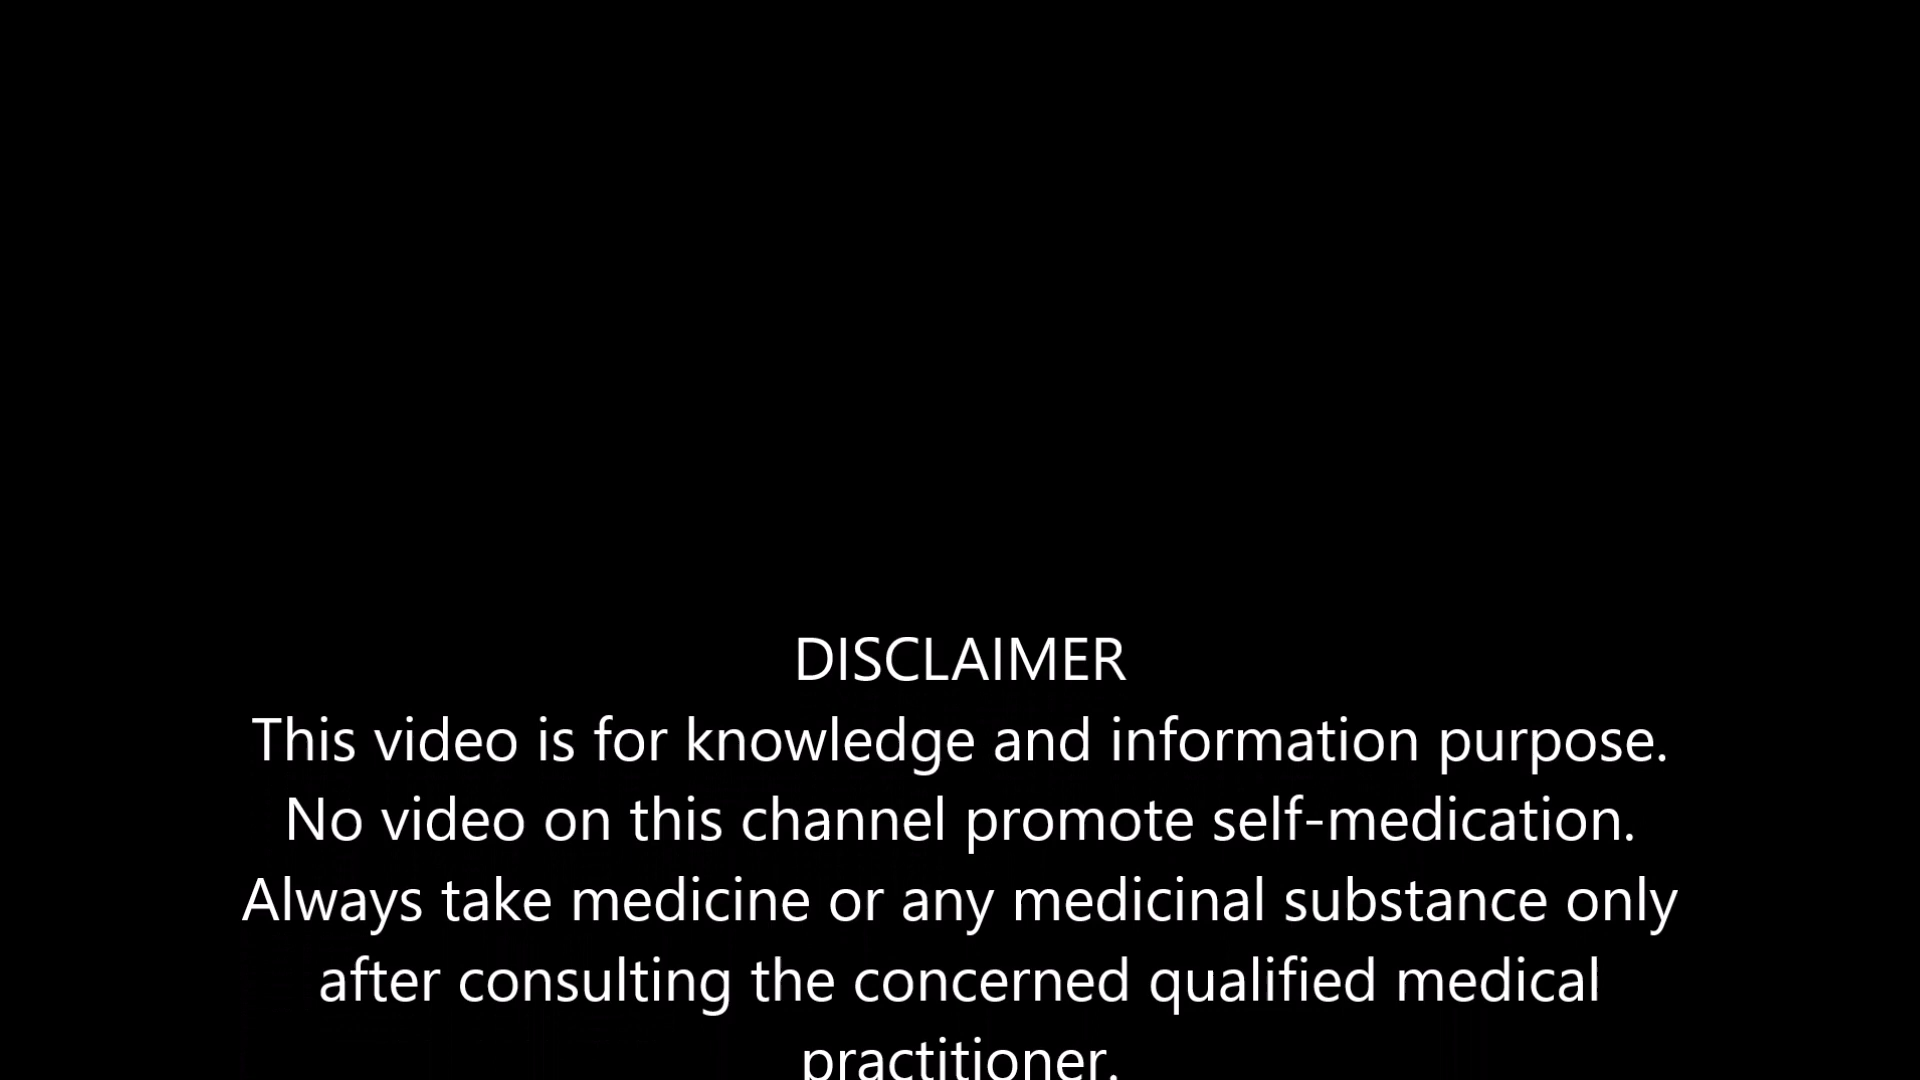 DISCLAIMER
This video is for knowledge and information purpose.
No video on this channel promote self-medication.
Always take medicine or any medicinal substance only
after consulting the concerned qualified medical
practitioner.